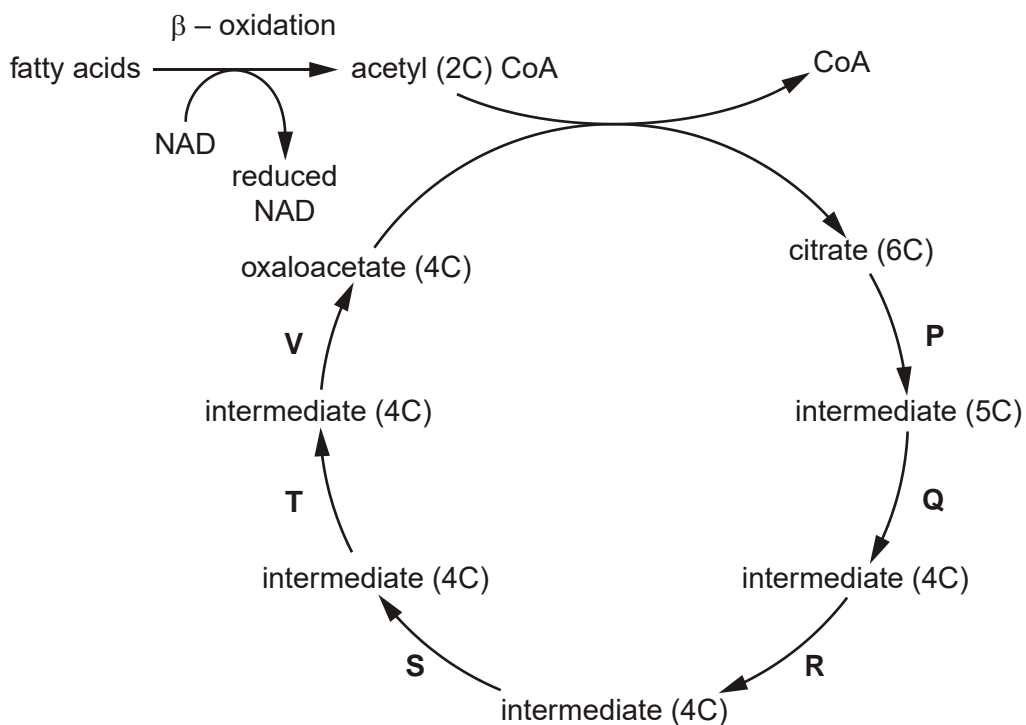 β – oxidation
fatty acids
acetyl (2C) CoA
CoA
NAD
reduced
NAD
citrate (6C)
oxaloacetate (4C)
V
P
intermediate (4C)
intermediate (5C)
T
Q
intermediate (4C)
intermediate (4C)
S
R
intermediate (4C)